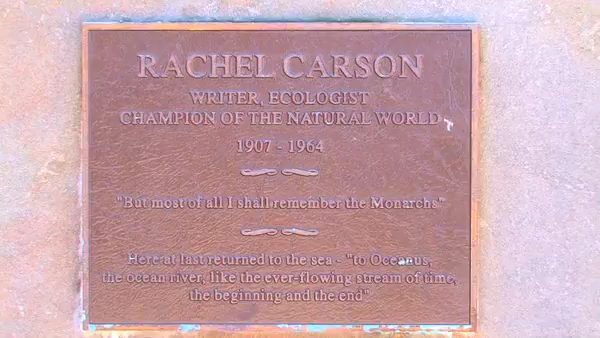 RACHEL CARSON
WRITER, ECOLOGIST
CHAMPION OF THE NATURAL WORLD
1907 - 1964
"But most of all I shall remember the Monarchs"
Here at last returned to the sea - "to Oceanus,
the ocean river, like the ever-flowing stream of time,
the beginning and the end"